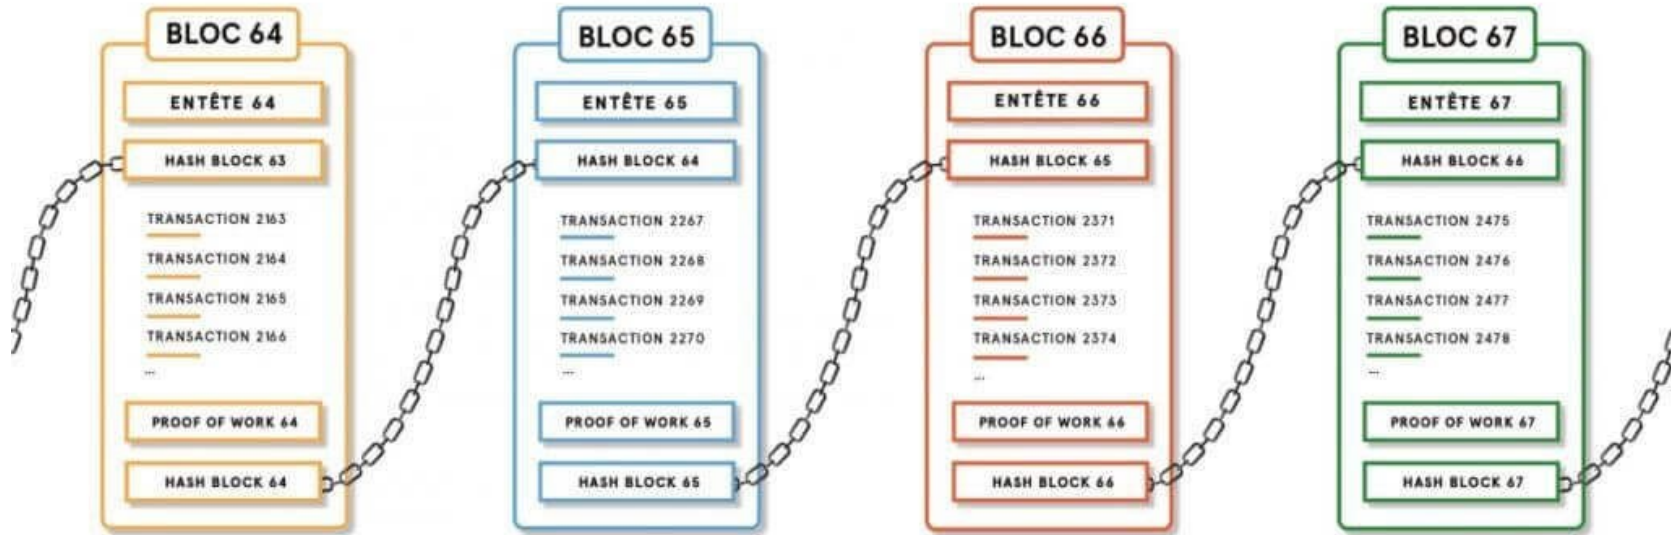 BLOC 64
ENTÊTE 64
HASH BLOCK 63
TRANSACTION 2163
TRANSACTION 2164
TRANSACTION 2165
TRANSACTION 2166
...
PROOF OF WORK 64
HASH BLOCK 64
BLOC 65
ENTÊTE 65
HASH BLOCK 64
TRANSACTION 2267
TRANSACTION 2268
TRANSACTION 2269
TRANSACTION 2270
...
PROOF OF WORK 65
HASH BLOCK 65
BLOC 66
ENTÊTE 66
HASH BLOCK 65
TRANSACTION 2371
TRANSACTION 2372
TRANSACTION 2373
TRANSACTION 2374
...
PROOF OF WORK 66
HASH BLOCK 66
BLOC 67
ENTÊTE 67
HASH BLOCK 66
TRANSACTION 2475
TRANSACTION 2476
TRANSACTION 2477
TRANSACTION 2478
...
PROOF OF WORK 67
HASH BLOCK 67